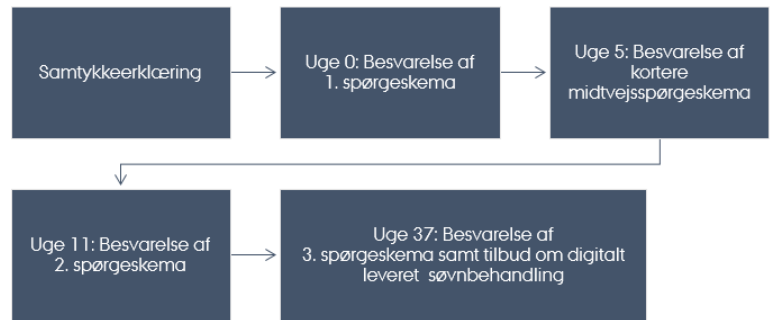 Samtykkeerklæring
Uge 0: Besvarelse af
1. spørgeskema
Uge 5: Besvarelse af
kortere
midtvejsspørgeskema
Uge 11: Besvarelse af
2. spørgeskema
Uge 37: Besvarelse af
3. spørgeskema samt tilbud om digitalt
leveret søvnbehandling